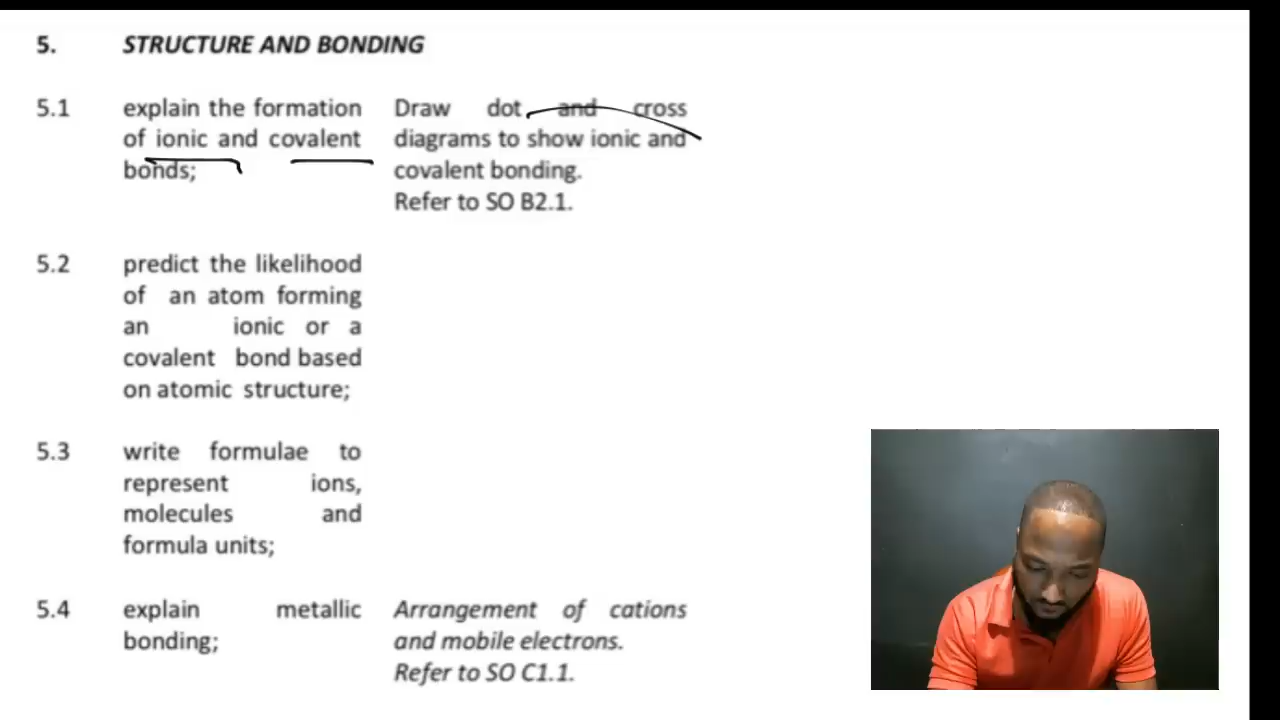 5. STRUCTURE AND BONDING
5.1 explain the formation Draw dot and cross
of ionic and covalent diagrams to show ionic and
bonds; covalent bonding.
Refer to SO B2.1.
5.2 predict the likelihood
of an atom forming
an ionic or a
covalent bond based
on atomic structure;
5.3 write formulae to
represent ions,
molecules and
formula units;
5.4 explain metallic Arrangement of cations
bonding; and mobile electrons.
Refer to SO C1.1.